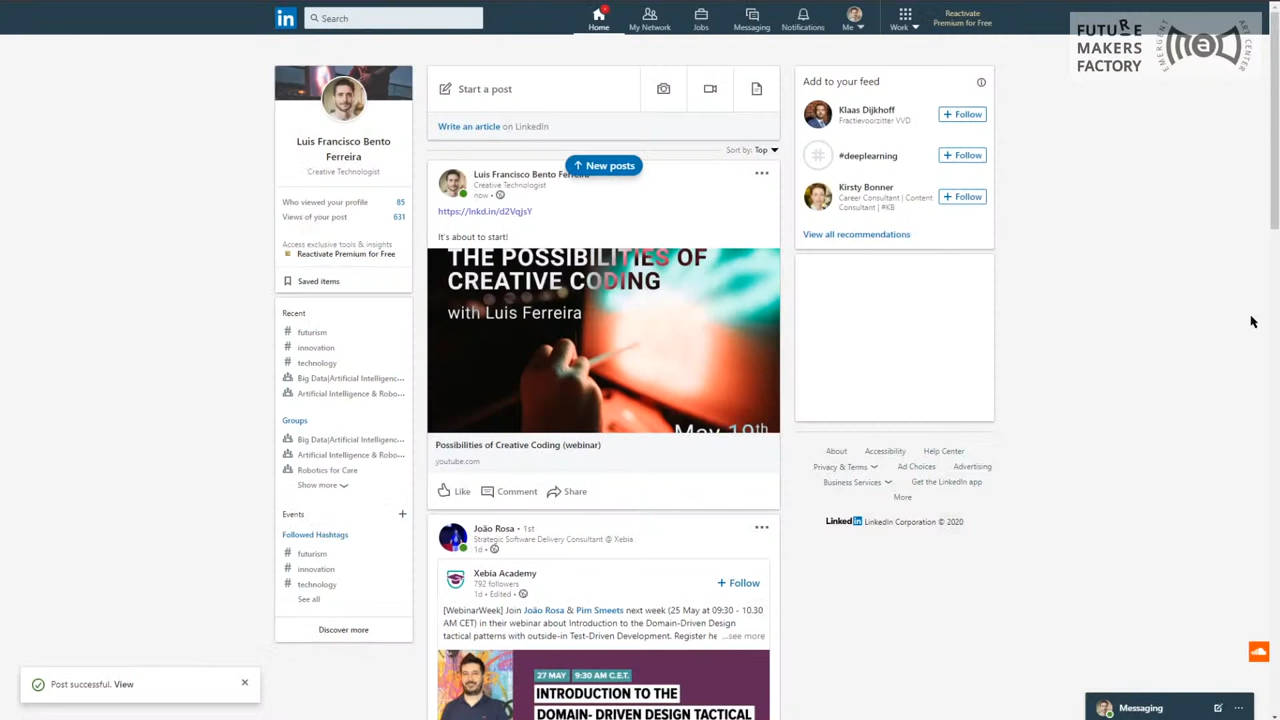 in
Search
Home
My Network
Jobs
Messaging
Notifications
Me
Work
Reactivate
Premium for Free
FUTURE
MAKERS
FACTORY
EMERGENT
ART CENTER
Luis Francisco Bento
Ferreira
Creative Technologist
Who viewed your profile 85
Views of your post 631
Access exclusive tools & insights
Reactivate Premium for Free
Saved items
Recent
# futurism
# innovation
# technology
Big Data|Artificial Intelligenc...
Artificial Intelligence & Robo...
Groups
Big Data|Artificial Intelligenc...
Artificial Intelligence & Robo...
Robotics for Care
Show more
Events +
Followed Hashtags
# futurism
# innovation
# technology
See all
Discover more
Start a post
Write an article on LinkedIn
Sort by: Top
↑ New posts
Luis Francisco Bento
Creative Technologist
now •
https://lnkd.in/d2VqjsY
It's about to start!
THE POSSIBILITIES OF
CREATIVE CODING
with Luis Ferreira
May 19th
Possibilities of Creative Coding (webinar)
youtube.com
Like
Comment
Share
João Rosa • 1st
Strategic Software Delivery Consultant @ Xebia
1d •
Xebia Academy
792 followers
1d • Edited •
+ Follow
[WebinarWeek] Join João Rosa & Pim Smeets next week (25 May at 09:30 - 10.30
AM CET) in their webinar about Introduction to the Domain-Driven Design
tactical patterns with outside-in Test-Driven Development. Register he ...see more
27 MAY 9:30 AM C.E.T.
INTRODUCTION TO THE
DOMAIN- DRIVEN DESIGN TACTICAL
Add to your feed
Klaas Dijkhoff
Fractievoorzitter VVD
+ Follow
#
#deeplearning
+ Follow
Kirsty Bonner
Career Consultant | Content
Consultant | #KB
+ Follow
View all recommendations
About Accessibility Help Center
Privacy & Terms Ad Choices Advertising
Business Services Get the LinkedIn app
More
Linked in LinkedIn Corporation © 2020
Post successful. View
Messaging